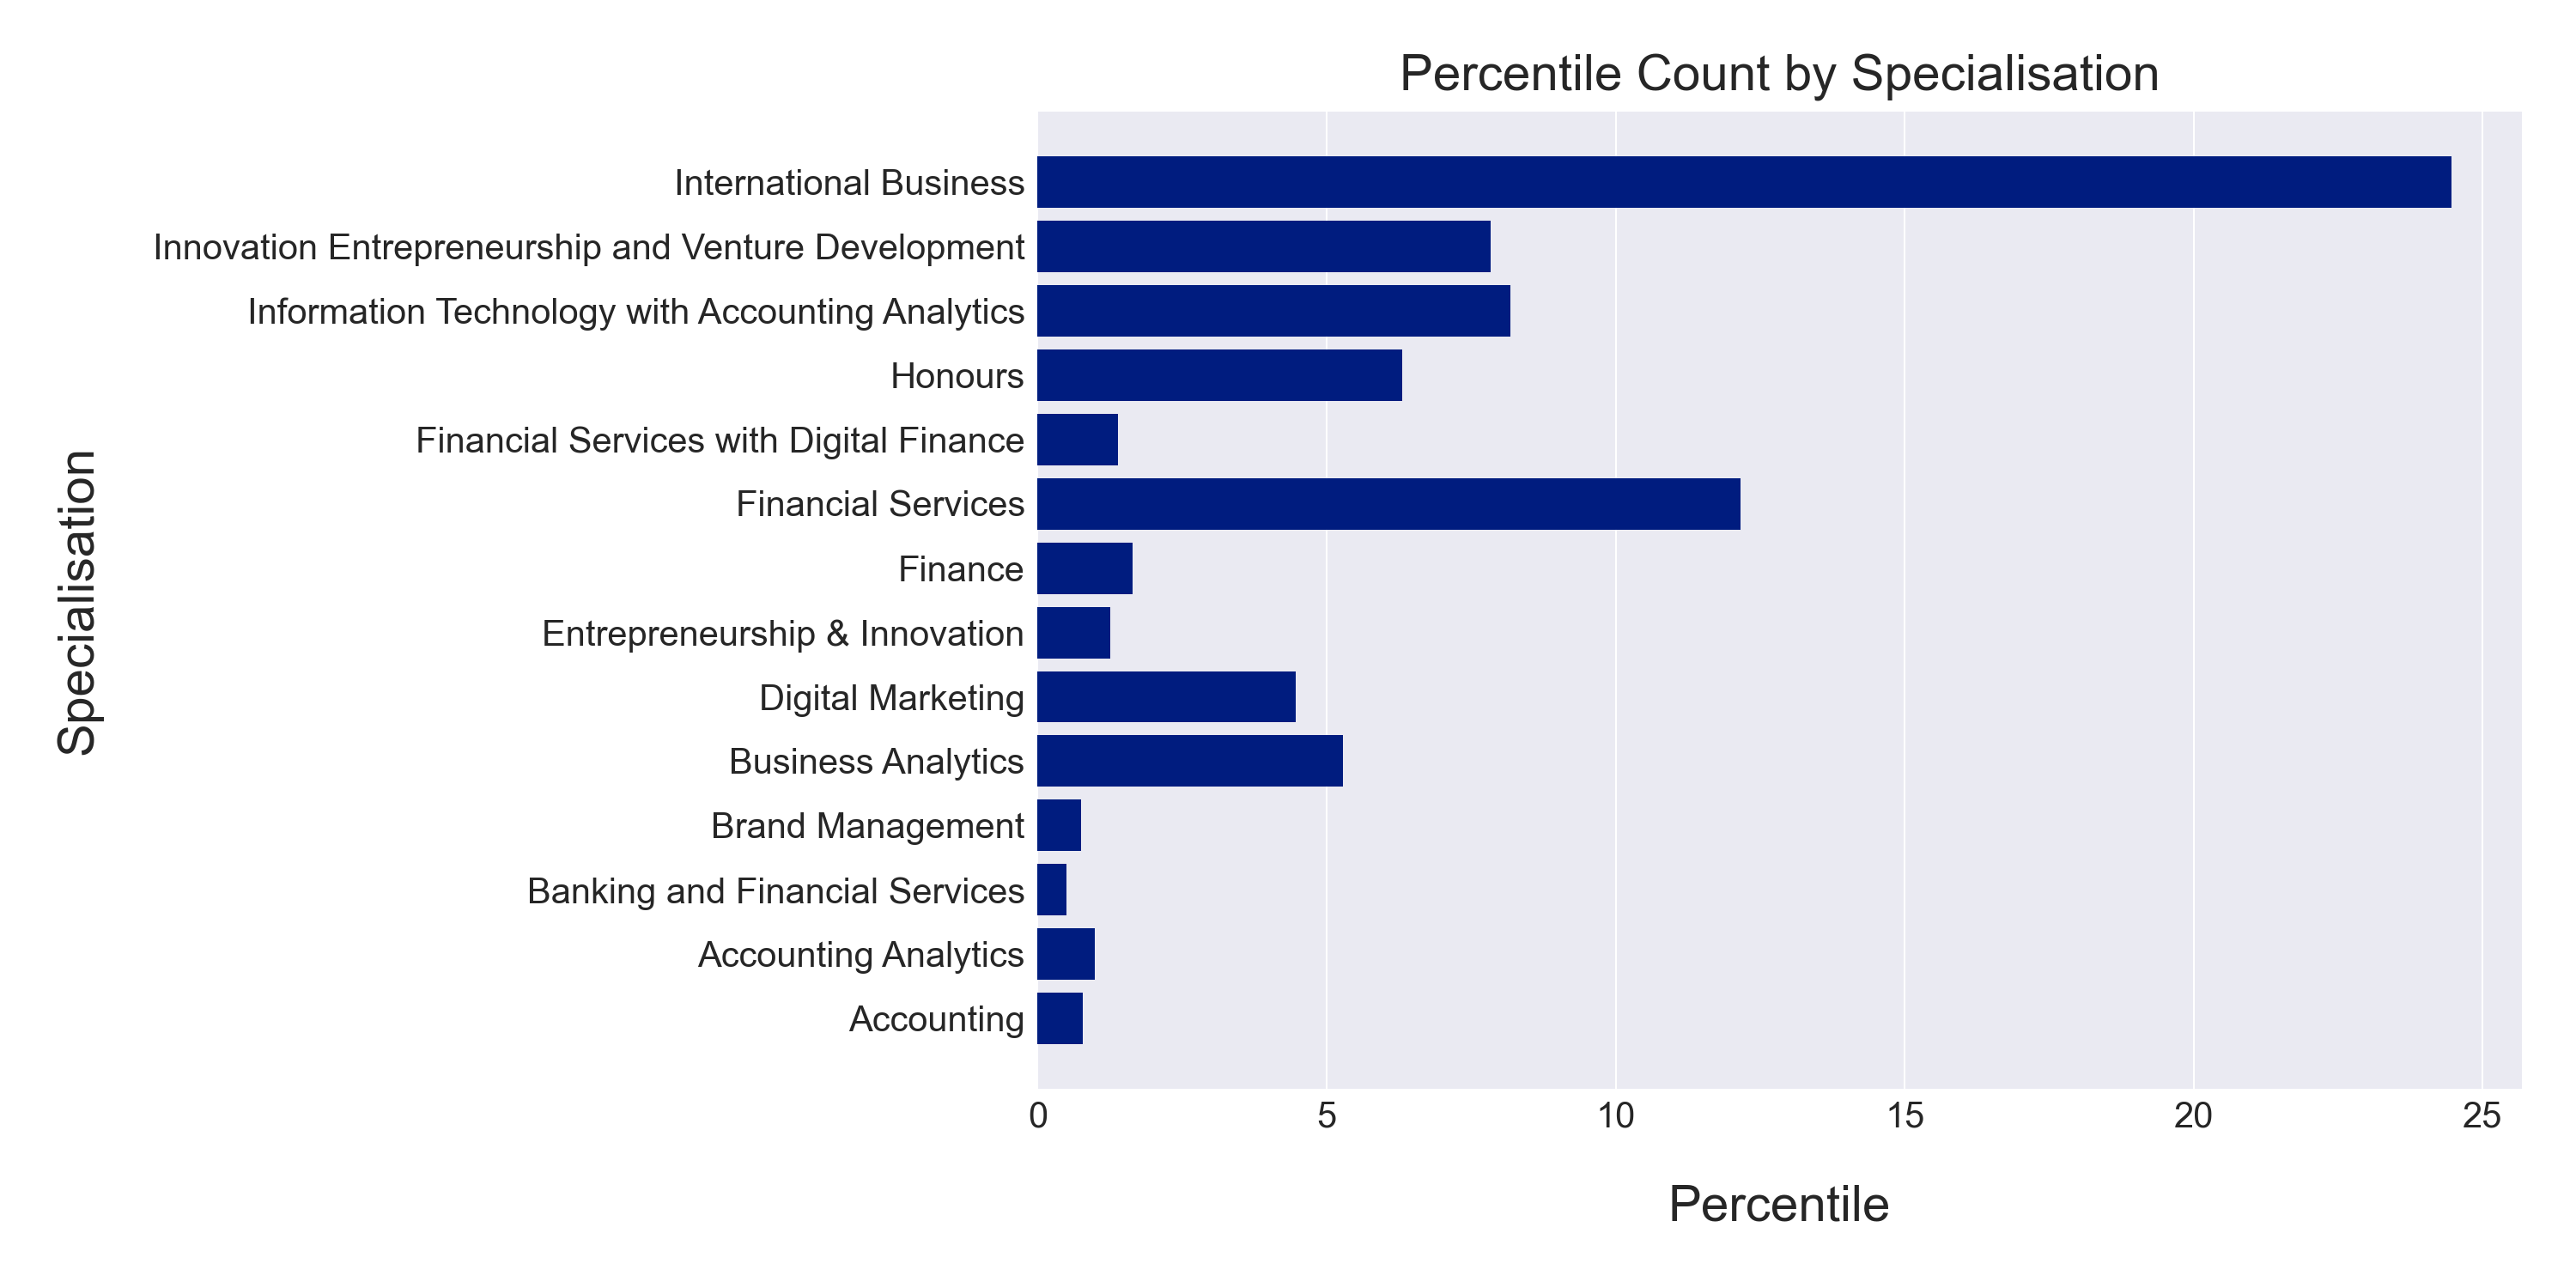 Percentile Count by Specialisation
International Business
Innovation Entrepreneurship and Venture Development
Information Technology with Accounting Analytics
Honours
Financial Services with Digital Finance
Financial Services
Finance
Entrepreneurship & Innovation
Digital Marketing
Business Analytics
Brand Management
Banking and Financial Services
Accounting Analytics
Accounting
Specialisation
0 5 10 15 20 25
Percentile